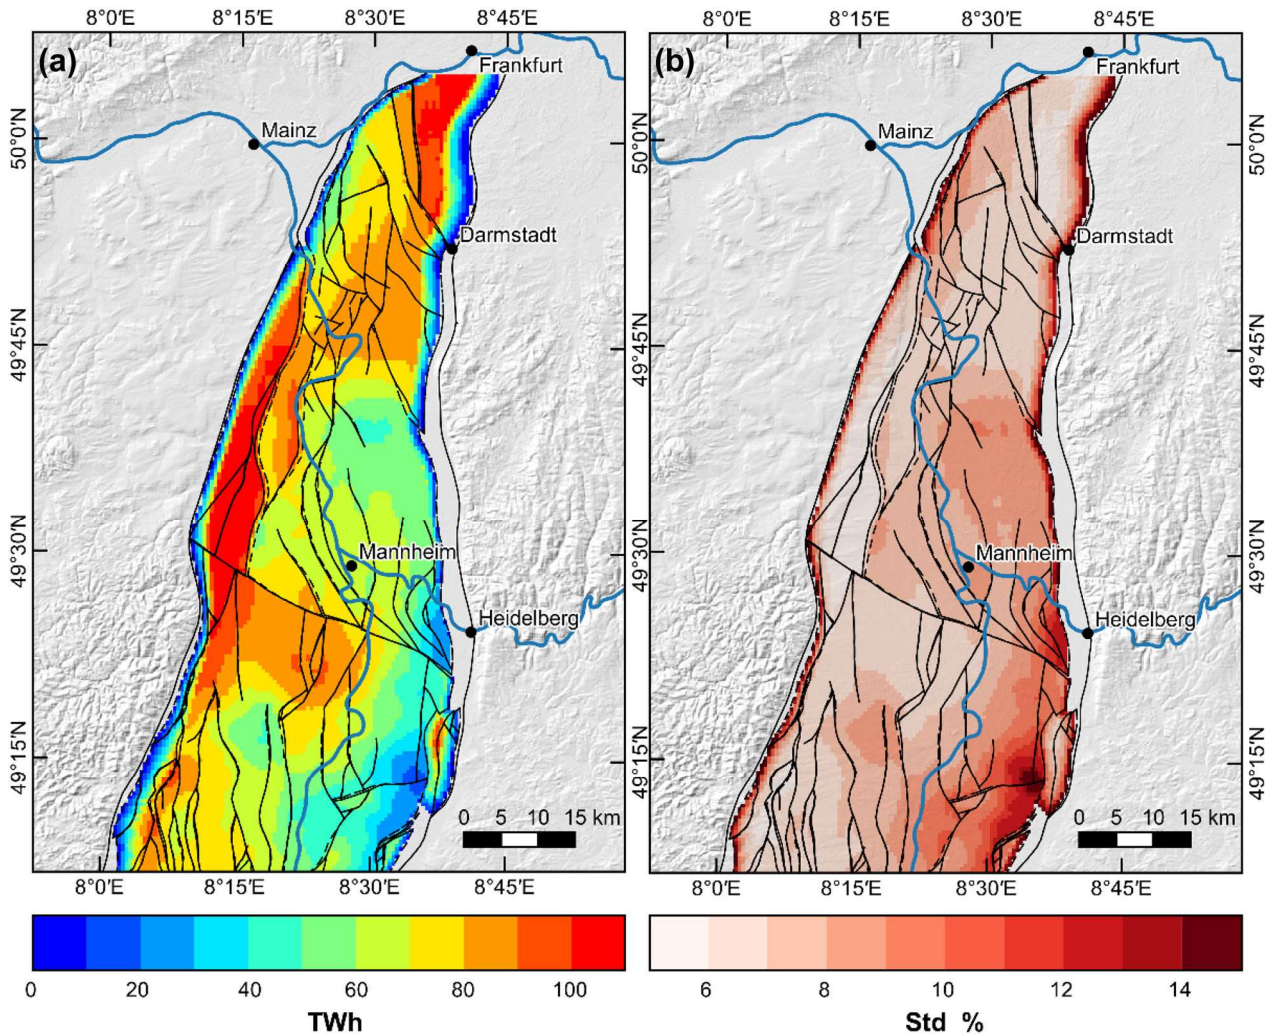 8°0'E 8°15'E 8°30'E 8°45'E
8°0'E 8°15'E 8°30'E 8°45'E
(a)
Frankfurt
Mainz
Darmstadt
Mannheim
Heidelberg
50°0'N
49°45'N
49°30'N
49°15'N
0 5 10 15 km
8°0'E 8°15'E 8°30'E 8°45'E
0 20 40 60 80 100
TWh
(b)
Frankfurt
Mainz
Darmstadt
Mannheim
Heidelberg
50°0'N
50°0'N
49°45'N
49°45'N
49°30'N
49°30'N
49°15'N
49°15'N
0 5 10 15 km
8°0'E 8°15'E 8°30'E 8°45'E
6 8 10 12 14
Std %